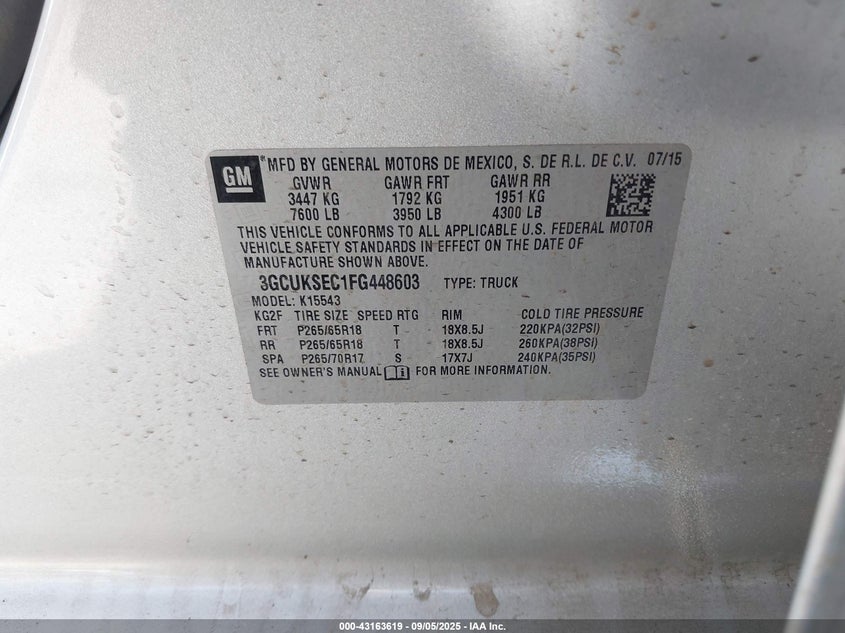 GM ® MFD BY GENERAL MOTORS DE MEXICO, S. DE R.L. DE C.V. 07/15
GVWR GAWR FRT GAWR RR
3447 KG 1792 KG 1951 KG
7600 LB 3950 LB 4300 LB
THIS VEHICLE CONFORMS TO ALL APPLICABLE U.S. FEDERAL MOTOR
VEHICLE SAFETY STANDARDS IN EFFECT ON THE DATE OF
MANUFACTURE SHOWN ABOVE.
3GCUKSEC1FG448603 TYPE: TRUCK
MODEL: K15543
KG2F TIRE SIZE SPEED RTG RIM COLD TIRE PRESSURE
FRT P265/65R18 T 18X8.5J 220KPA(32PSI)
RR P265/65R18 T 18X8.5J 260KPA(38PSI)
SPA P265/70R17 S 17X7J 240KPA(35PSI)
SEE OWNER'S MANUAL FOR MORE INFORMATION.
000-43163619 - 09/05/2025 - IAA Inc.